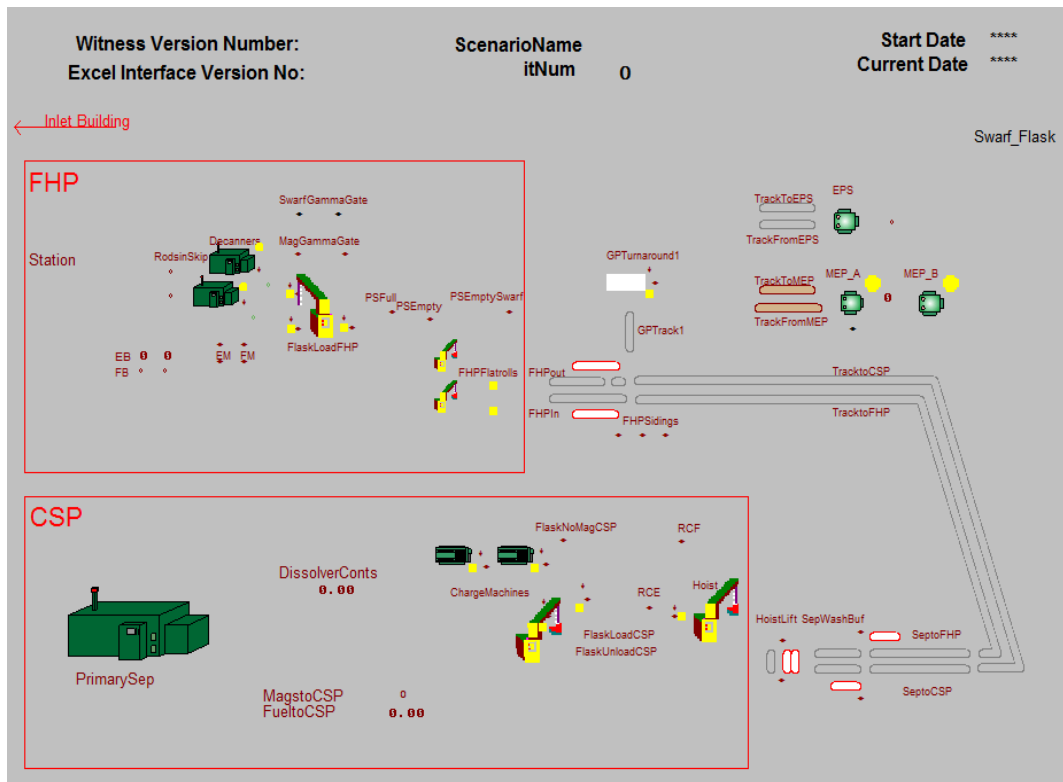 Witness Version Number:
ScenarioName
Start Date ****
Excel Interface Version No:
itNum 0
Current Date ****
Inlet Building
Swarf_Flask
FHP
SwarfGammaGate
TrackToEPS
EPS
Decanners
MagGammaGate
TrackFromEPS
Station
RodsinSkip
GPTurnaround1
TrackToMEP
MEP_A
MEP_B
0
PSFull
PSEmpty
PSEmptySwarf
TrackFromMEP
GPTrack1
FlaskLoadFHP
EB 0 0
EM EM
FB
FHPFlatrolls
FHPout
TracktoCSP
FHPIn
FHPSidings
TracktoFHP
CSP
FlaskNoMagCSP
RCF
DissolverConts
0.00
ChargeMachines
RCE
Hoist
HoistLift
SepWashBuf
SeptoFHP
FlaskLoadCSP
FlaskUnloadCSP
PrimarySep
SeptoCSP
MagstoCSP 0
FueltoCSP 0.00